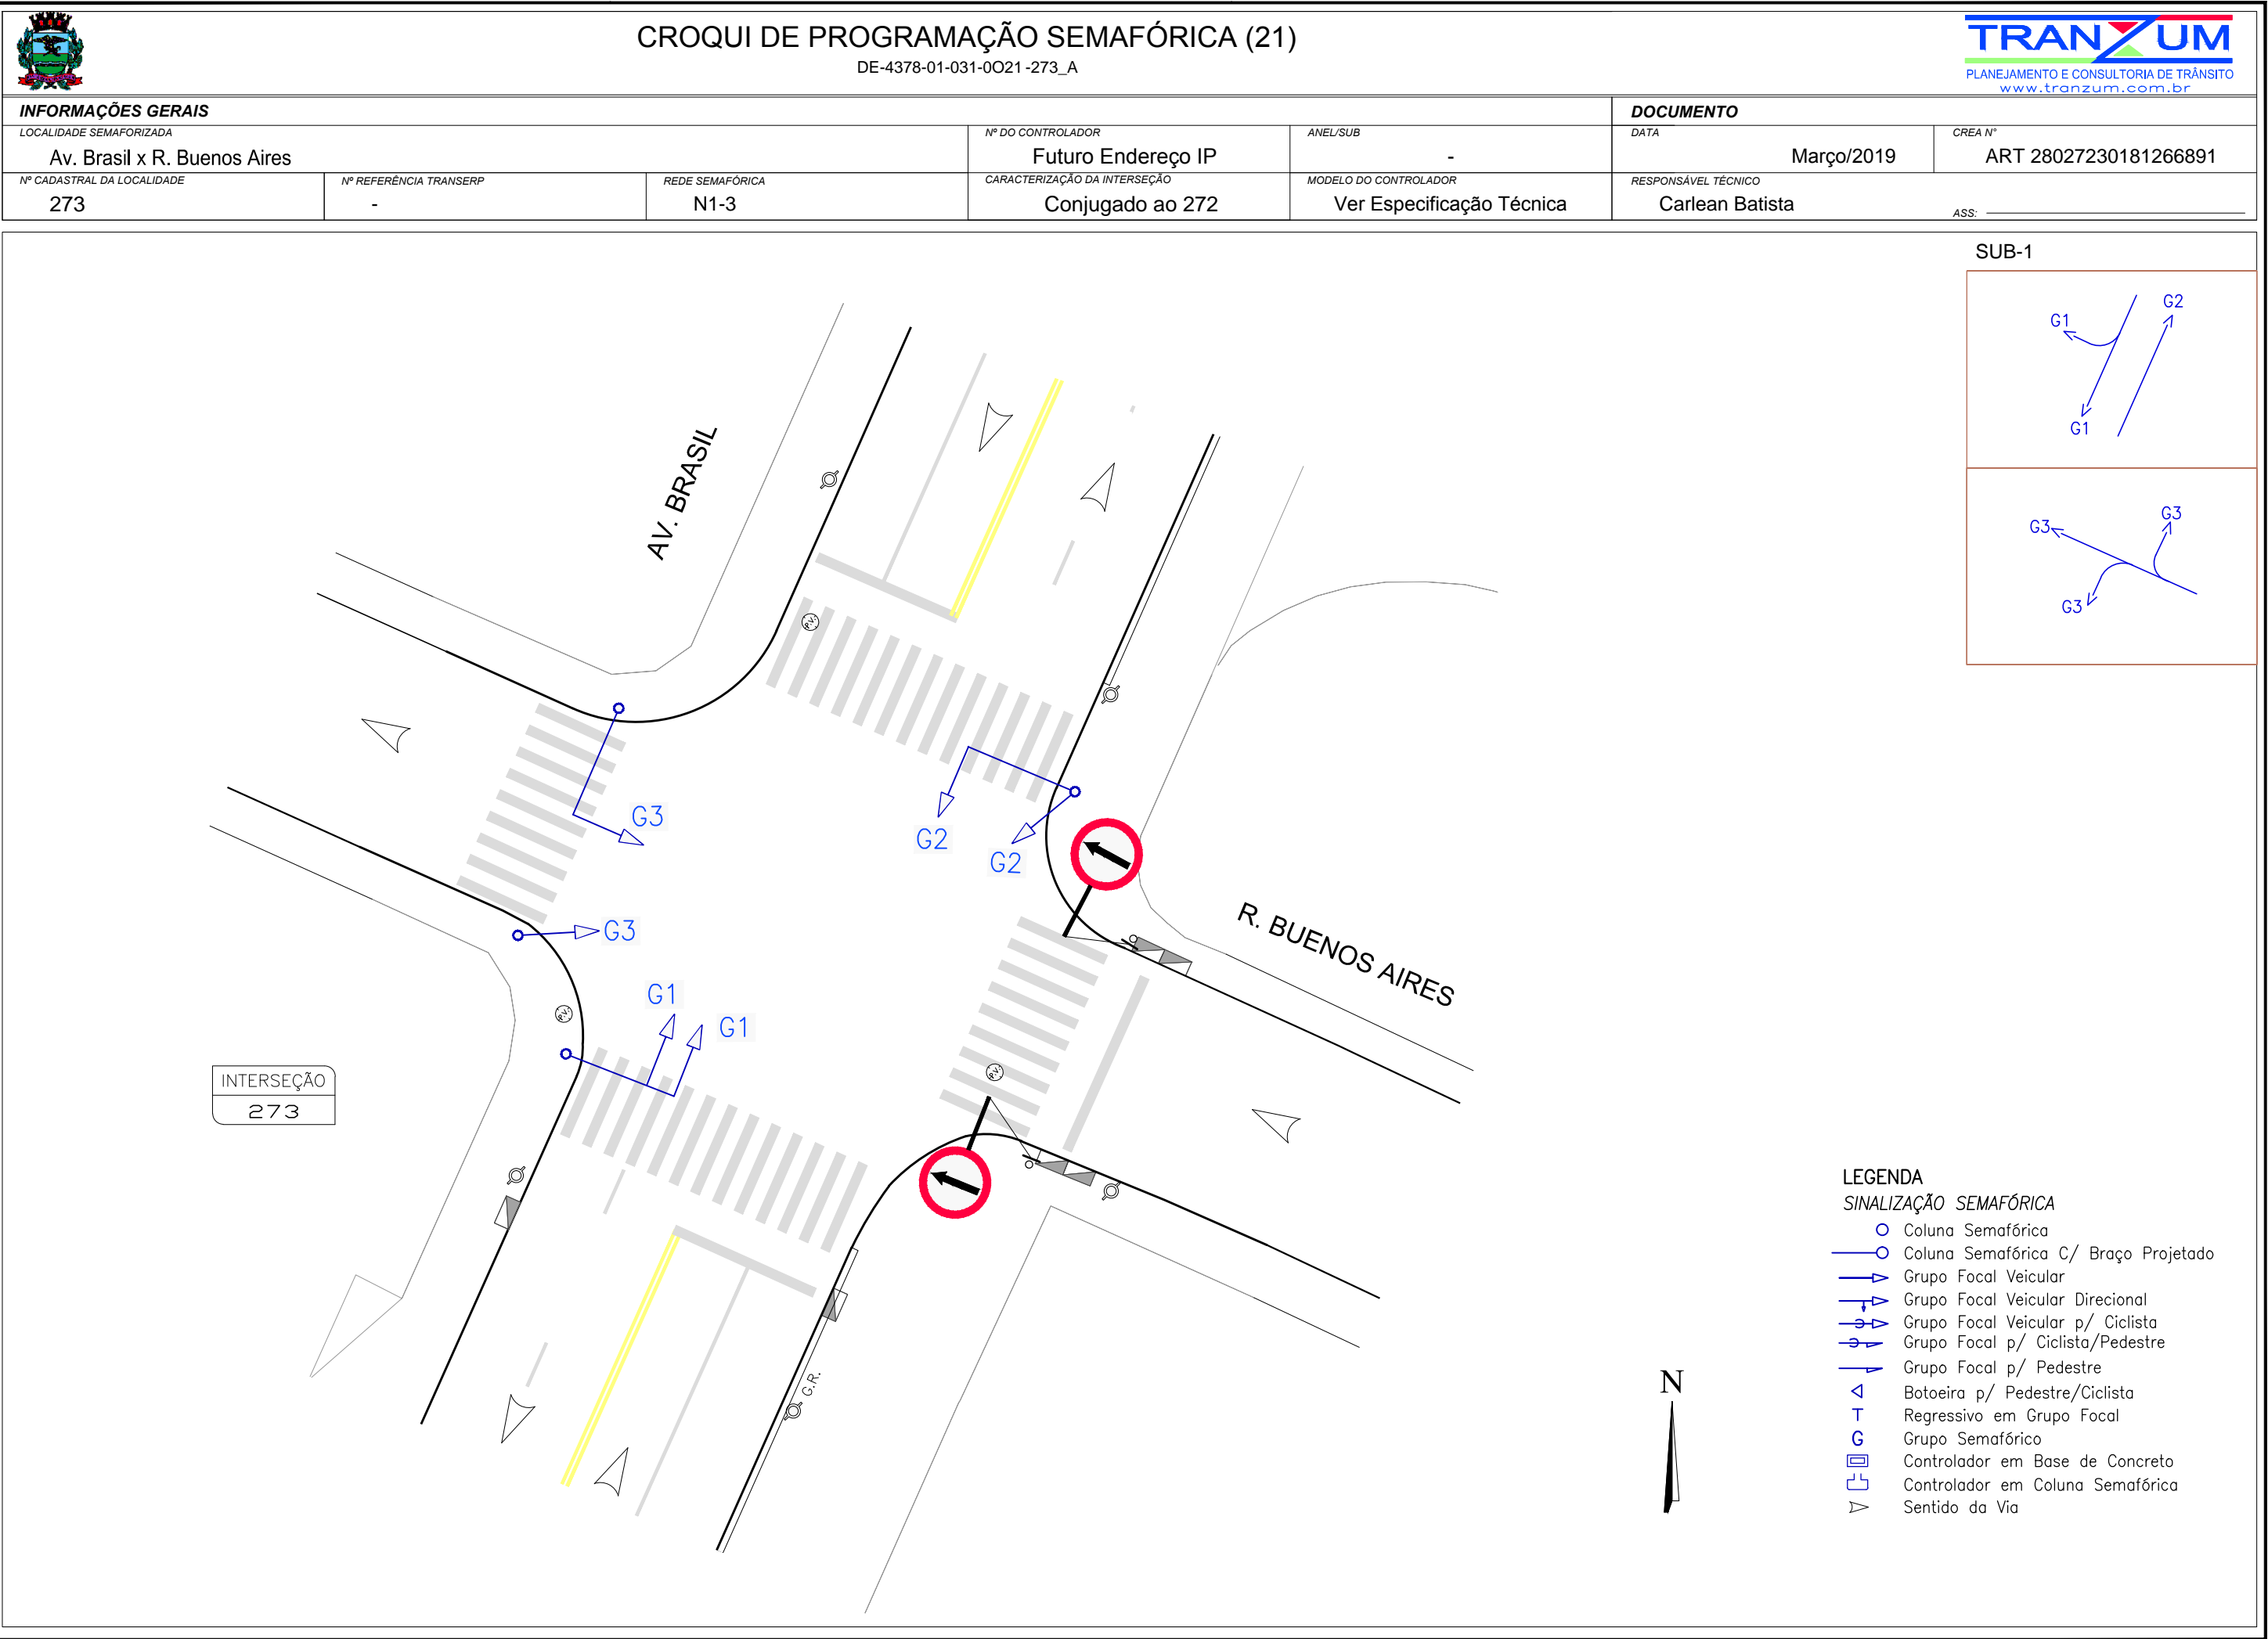 CROQUI DE PROGRAMAÇÃO SEMAFÓRICA (21)
DE-4378-01-031-0O21-273_A
TRANZUM
PLANEJAMENTO E CONSULTORIA DE TRÂNSITO
www.tranzum.com.br
INFORMAÇÕES GERAIS
DOCUMENTO
LOCALIDADE SEMAFORIZADA
Av. Brasil x R. Buenos Aires
Nº DO CONTROLADOR
Futuro Endereço IP
ANEL/SUB
-
DATA
Março/2019
CREA N°
ART 28027230181266891
Nº CADASTRAL DA LOCALIDADE
273
Nº REFERÊNCIA TRANSERP
-
REDE SEMAFÓRICA
N1-3
CARACTERIZAÇÃO DA INTERSEÇÃO
Conjugado ao 272
MODELO DO CONTROLADOR
Ver Especificação Técnica
RESPONSÁVEL TÉCNICO
Carlean Batista
ASS:
SUB-1
G1
G2
G1
G3
G3
G3
AV. BRASIL
P.V.
G3
G2
G2
G3
R. BUENOS AIRES
G1
G1
P.V.
P.V.
INTERSEÇÃO
273
G.R.
N
LEGENDA
SINALIZAÇÃO SEMAFÓRICA
Coluna Semafórica
Coluna Semafórica C/ Braço Projetado
Grupo Focal Veicular
Grupo Focal Veicular Direcional
Grupo Focal Veicular p/ Ciclista
Grupo Focal p/ Ciclista/Pedestre
Grupo Focal p/ Pedestre
Botoeira p/ Pedestre/Ciclista
T Regressivo em Grupo Focal
G Grupo Semafórico
Controlador em Base de Concreto
Controlador em Coluna Semafórica
Sentido da Via